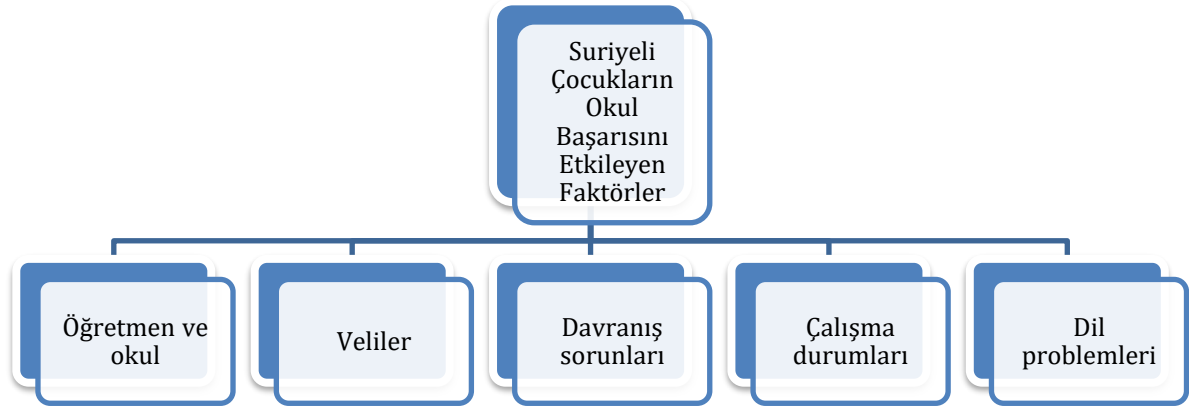 Suriyeli
Çocukların
Okul
Başarısını
Etkileyen
Faktörler
Öğretmen ve
okul
Veliler
Davranış
sorunları
Çalışma
durumları
Dil
problemleri